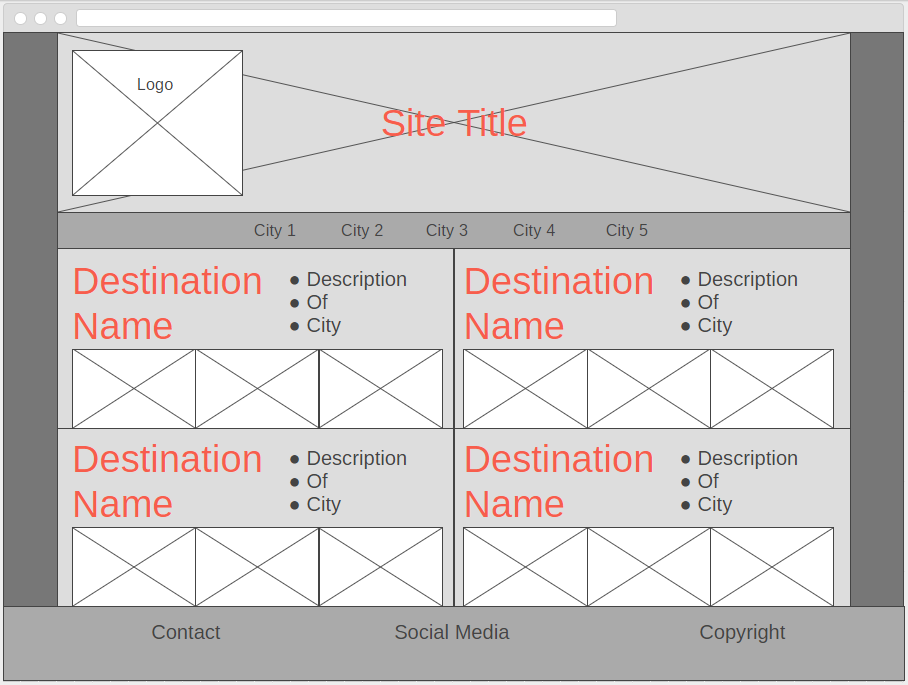 Logo
Site Title
City 1 City 2 City 3 City 4 City 5
Destination
Name
● Description
● Of
● City
Destination
Name
● Description
● Of
● City
Destination
Name
● Description
● Of
● City
Destination
Name
● Description
● Of
● City
Contact Social Media Copyright